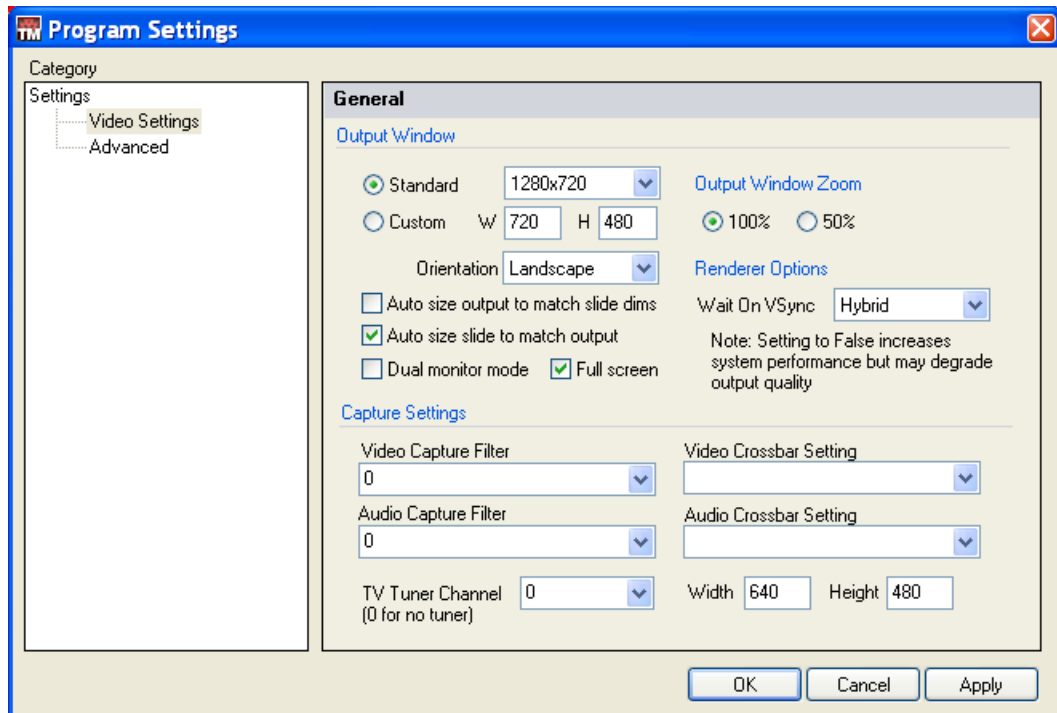 TM Program Settings
Category
Settings
Video Settings
Advanced
General
Output Window
Standard 1280x720
Custom W 720 H 480
Orientation Landscape
Auto size output to match slide dims
Auto size slide to match output
Dual monitor mode Full screen
Output Window Zoom
100% 50%
Renderer Options
Wait On VSync Hybrid
Note: Setting to False increases
system performance but may degrade
output quality
Capture Settings
Video Capture Filter
0
Video Crossbar Setting
Audio Capture Filter
0
Audio Crossbar Setting
TV Tuner Channel 0
(0 for no tuner)
Width 640 Height 480
OK Cancel Apply